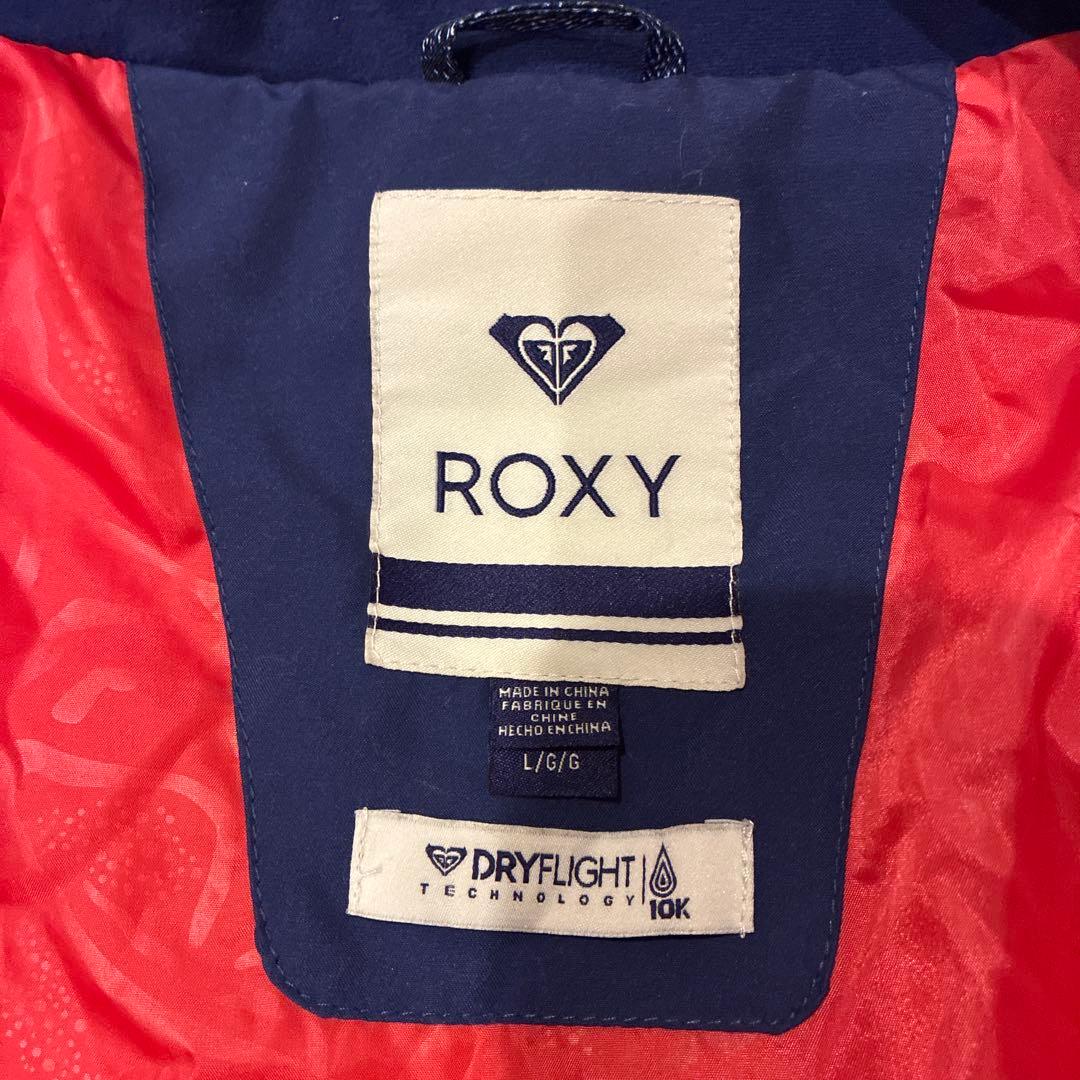 ROXY
MADE IN CHINA
FABRIQUE EN
CHINE
HECHO EN CHINA
L/G/G
DRYFLIGHT
TECHNOLOGY
10K